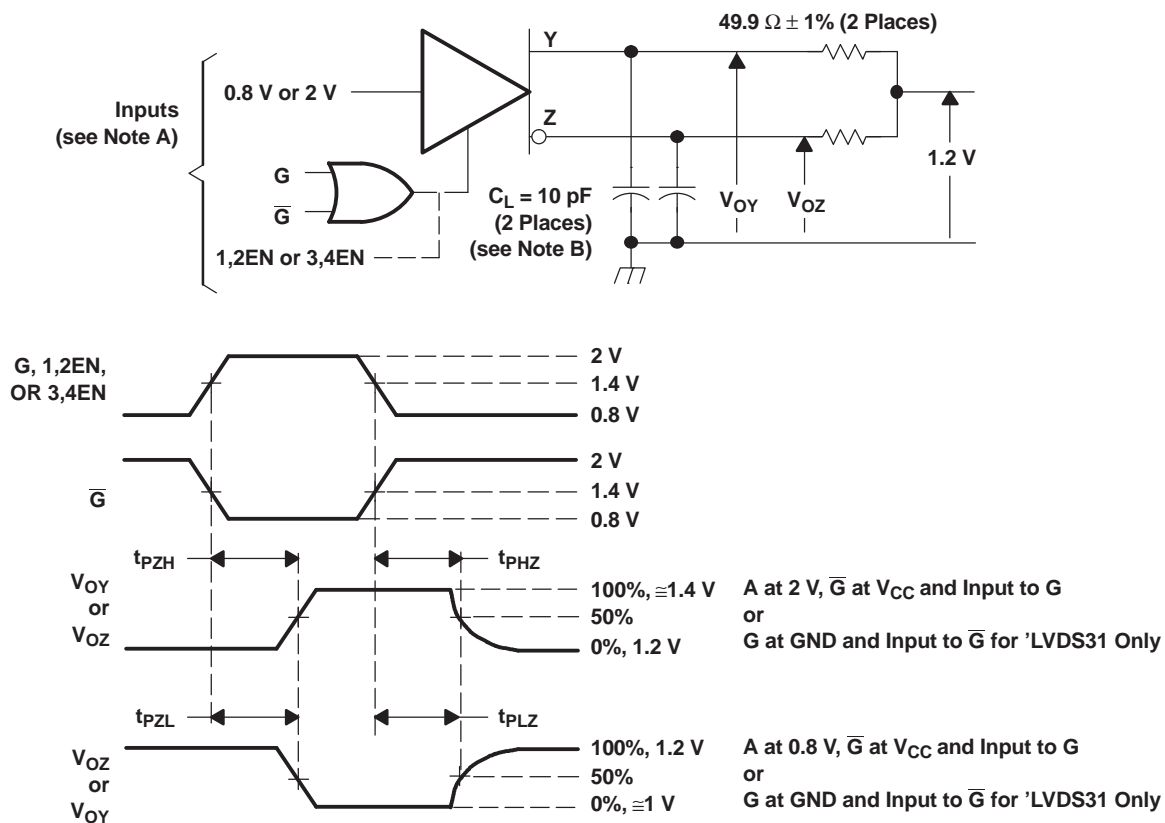 49.9 Ω ± 1% (2 Places)
Y
0.8 V or 2 V
Inputs
(see Note A)
Z
1.2 V
G
G̅
C_L = 10 pF
(2 Places)
(see Note B)
V_OY
V_OZ
1,2EN or 3,4EN
G, 1,2EN,
OR 3,4EN
2 V
1.4 V
0.8 V
G̅
2 V
1.4 V
0.8 V
t_PZH
t_PHZ
V_OY
or
V_OZ
100%, ≅1.4 V
50%
0%, 1.2 V
A at 2 V, G̅ at V_CC and Input to G
or
G at GND and Input to G̅ for ’LVDS31 Only
t_PZL
t_PLZ
V_OZ
or
V_OY
100%, 1.2 V
50%
0%, ≅1 V
A at 0.8 V, G̅ at V_CC and Input to G
or
G at GND and Input to G̅ for ’LVDS31 Only